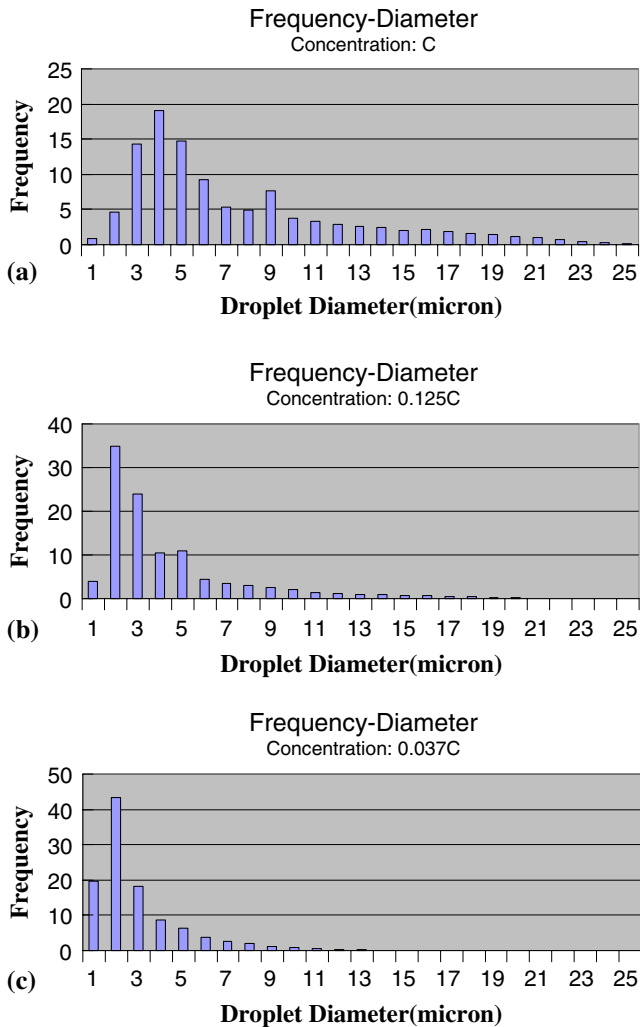 Frequency-Diameter
Concentration: C
25
20
15
10
5
0
Frequency
1 3 5 7 9 11 13 15 17 19 21 23 25
(a)
Droplet Diameter(micron)
Frequency-Diameter
Concentration: 0.125C
40
30
20
10
0
Frequency
1 3 5 7 9 11 13 15 17 19 21 23 25
(b)
Droplet Diameter(micron)
Frequency-Diameter
Concentration: 0.037C
50
40
30
20
10
0
Frequency
1 3 5 7 9 11 13 15 17 19 21 23 25
(c)
Droplet Diameter(micron)